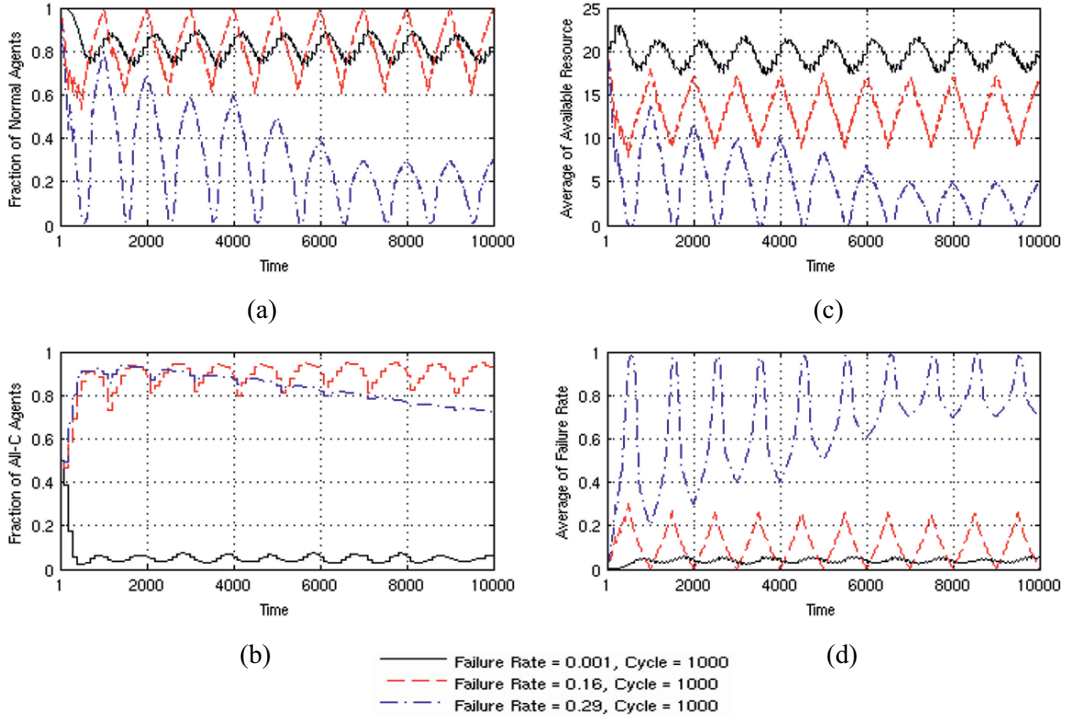 Fraction of Normal Agents
1
0.8
0.6
0.4
0.2
0
1 2000 4000 6000 8000 10000
Time
(a)
Average of Available Resource
25
20
15
10
5
0
1 2000 4000 6000 8000 10000
Time
(c)
Fraction of All-C Agents
1
0.8
0.6
0.4
0.2
0
1 2000 4000 6000 8000 10000
Time
(b)
Average of Failure Rate
1
0.8
0.6
0.4
0.2
0
1 2000 4000 6000 8000 10000
Time
(d)
Failure Rate = 0.001, Cycle = 1000
Failure Rate = 0.16, Cycle = 1000
Failure Rate = 0.29, Cycle = 1000